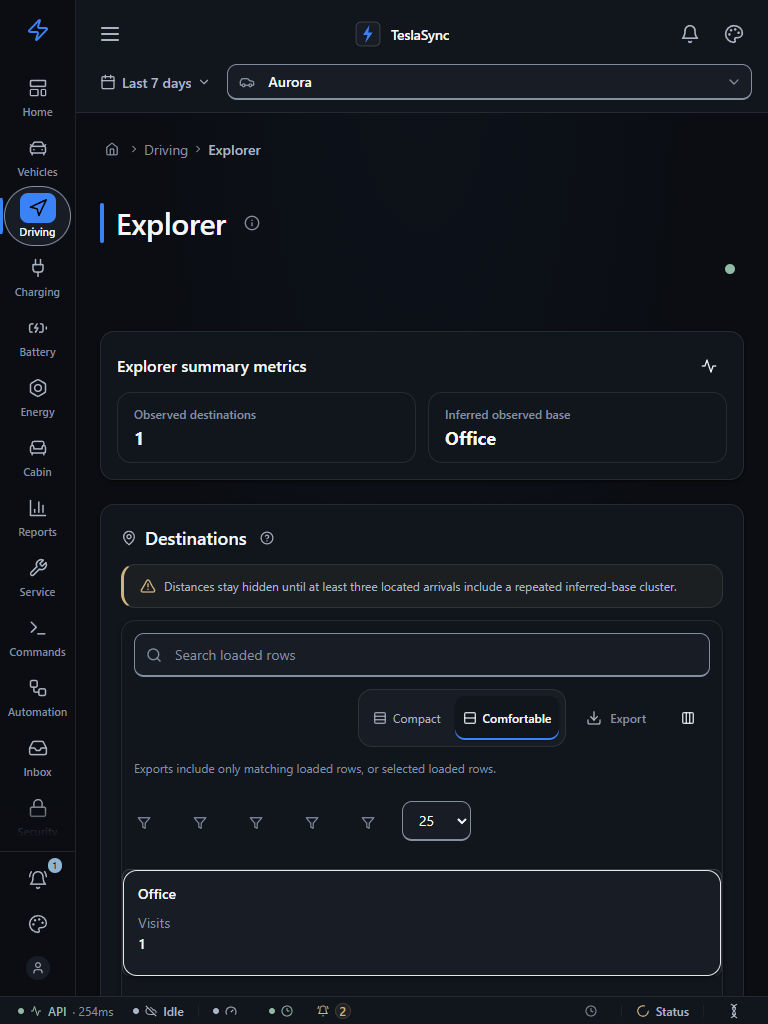 TeslaSync
Last 7 days
Aurora
Home
Vehicles
Driving
Charging
Battery
Energy
Cabin
Reports
Service
Commands
Automation
Inbox
Security
1
Driving
Explorer
Explorer
Explorer summary metrics
Observed destinations
1
Inferred observed base
Office
Destinations
Distances stay hidden until at least three located arrivals include a repeated inferred-base cluster.
Search loaded rows
Compact
Comfortable
Export
Exports include only matching loaded rows, or selected loaded rows.
25
Office
Visits
1
API · 254ms
Idle
2
Status